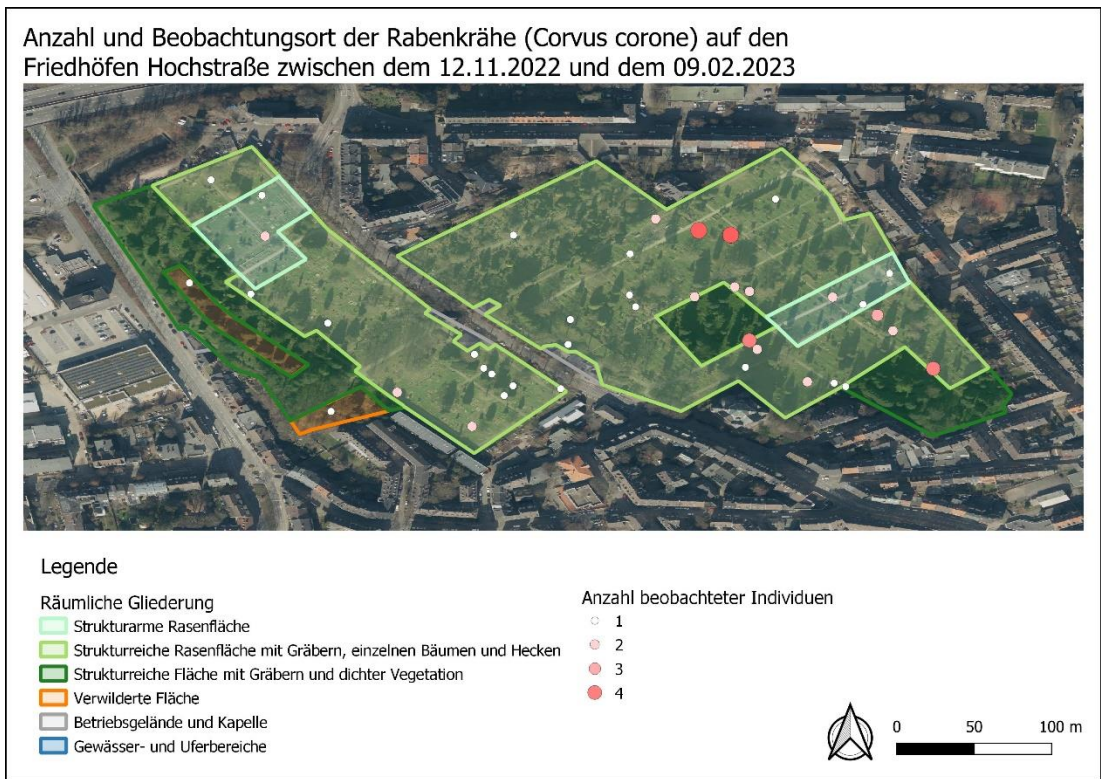 Anzahl und Beobachtungsort der Rabenkrähe (Corvus corone) auf den
Friedhöfen Hochstraße zwischen dem 12.11.2022 und dem 09.02.2023
Legende
Räumliche Gliederung
Strukturarme Rasenfläche
Strukturreiche Rasenfläche mit Gräbern, einzelnen Bäumen und Hecken
Strukturreiche Fläche mit Gräbern und dichter Vegetation
Verwilderte Fläche
Betriebsgelände und Kapelle
Gewässer- und Uferbereiche
Anzahl beobachteter Individuen
1
2
3
4
0 50 100 m